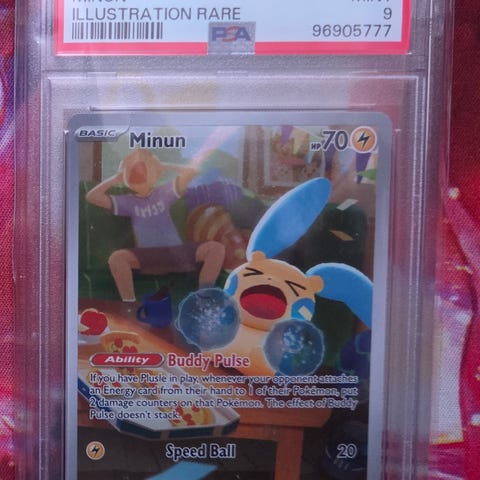 MINUN MINT
ILLUSTRATION RARE 9
PSA 96905777
BASIC Minun HP 70
Ability Buddy Pulse
If you have Plusle in play, whenever your opponent attaches
an Energy card from their hand to 1 of their Pokémon, put
2 damage counters on that Pokémon. The effect of Buddy
Pulse doesn't stack.
Speed Ball 20